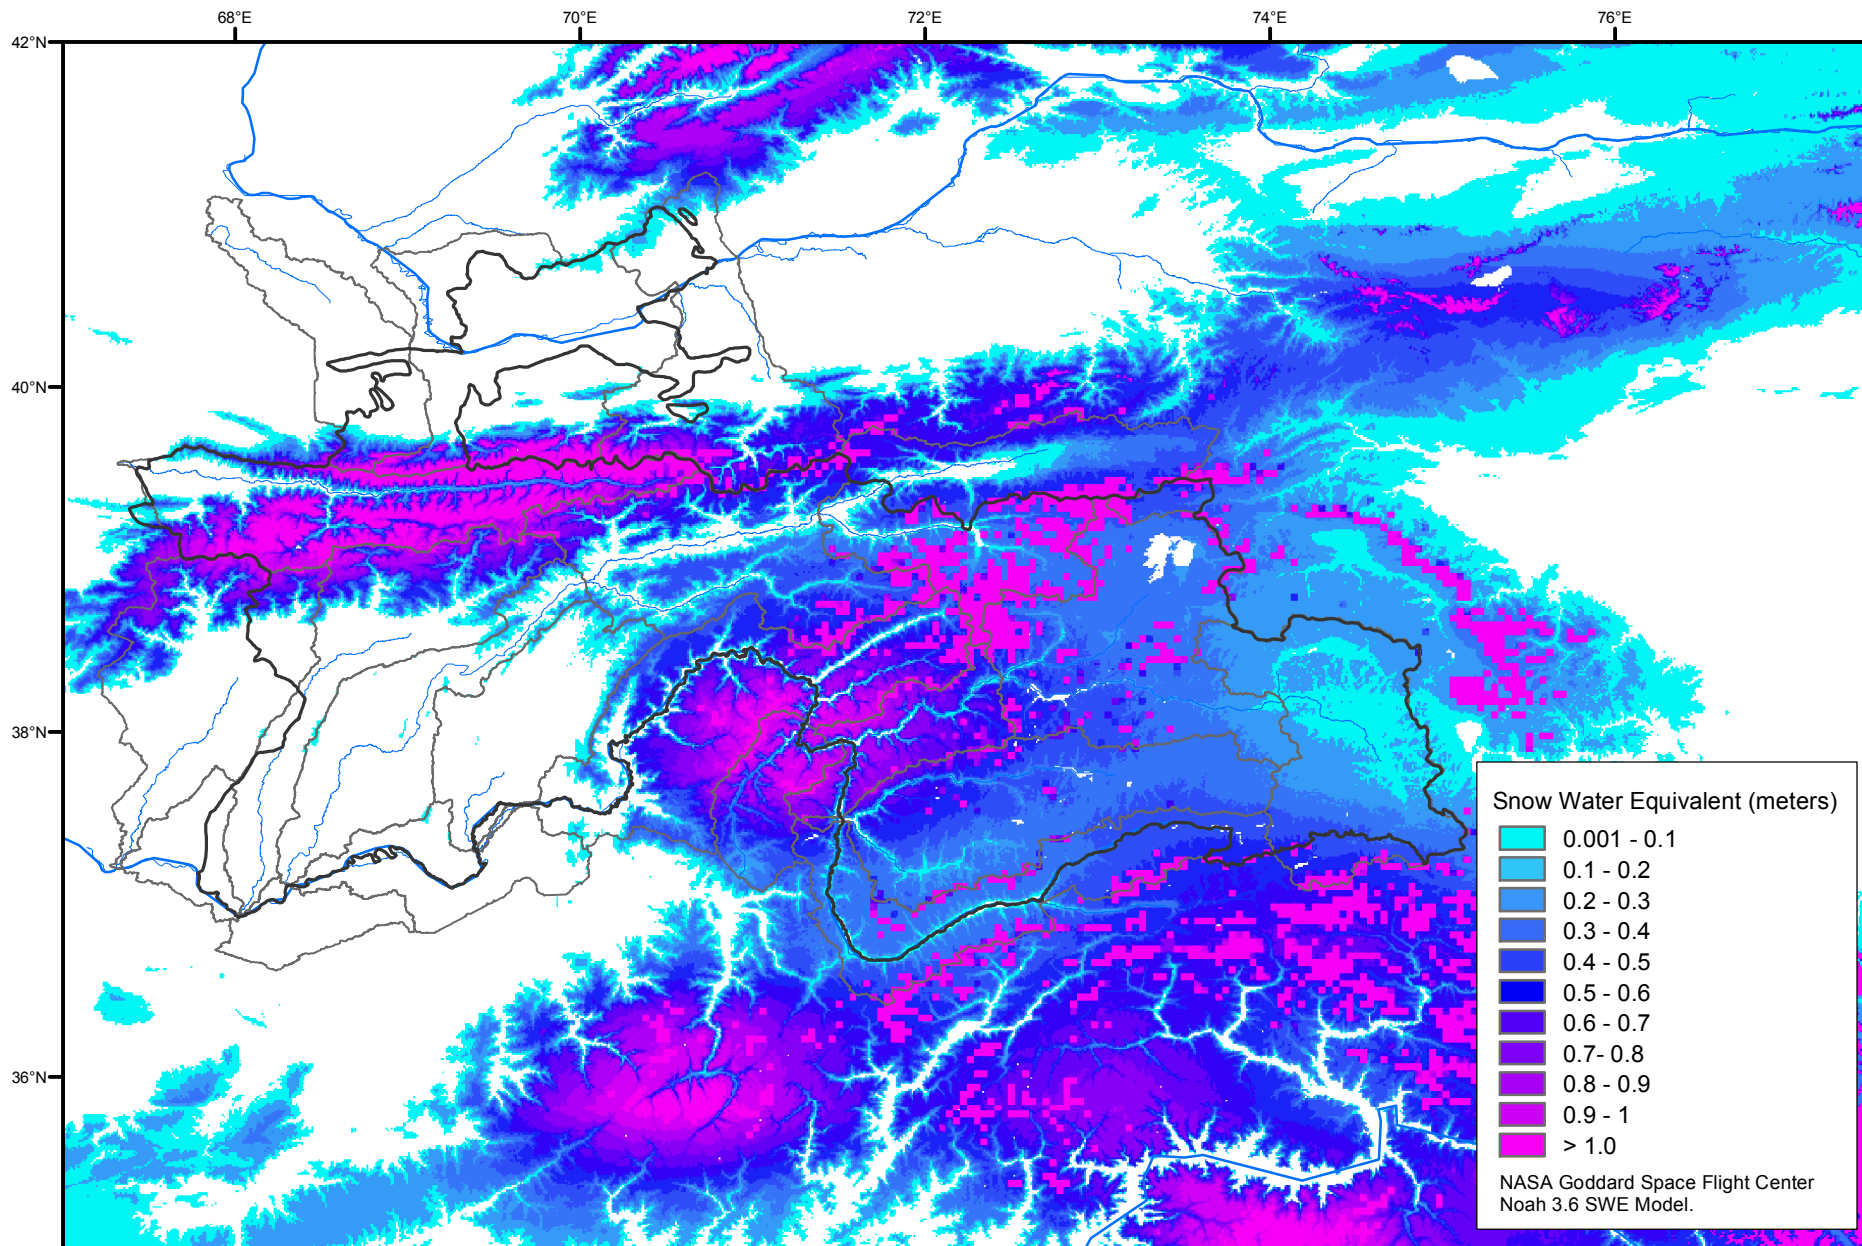 68°E
70°E
72°E
74°E
76°E
42°N
40°N
38°N
36°N
Snow Water Equivalent (meters)
0.001 - 0.1
0.1 - 0.2
0.2 - 0.3
0.3 - 0.4
0.4 - 0.5
0.5 - 0.6
0.6 - 0.7
0.7- 0.8
0.8 - 0.9
0.9 - 1
> 1.0
NASA Goddard Space Flight Center
Noah 3.6 SWE Model.